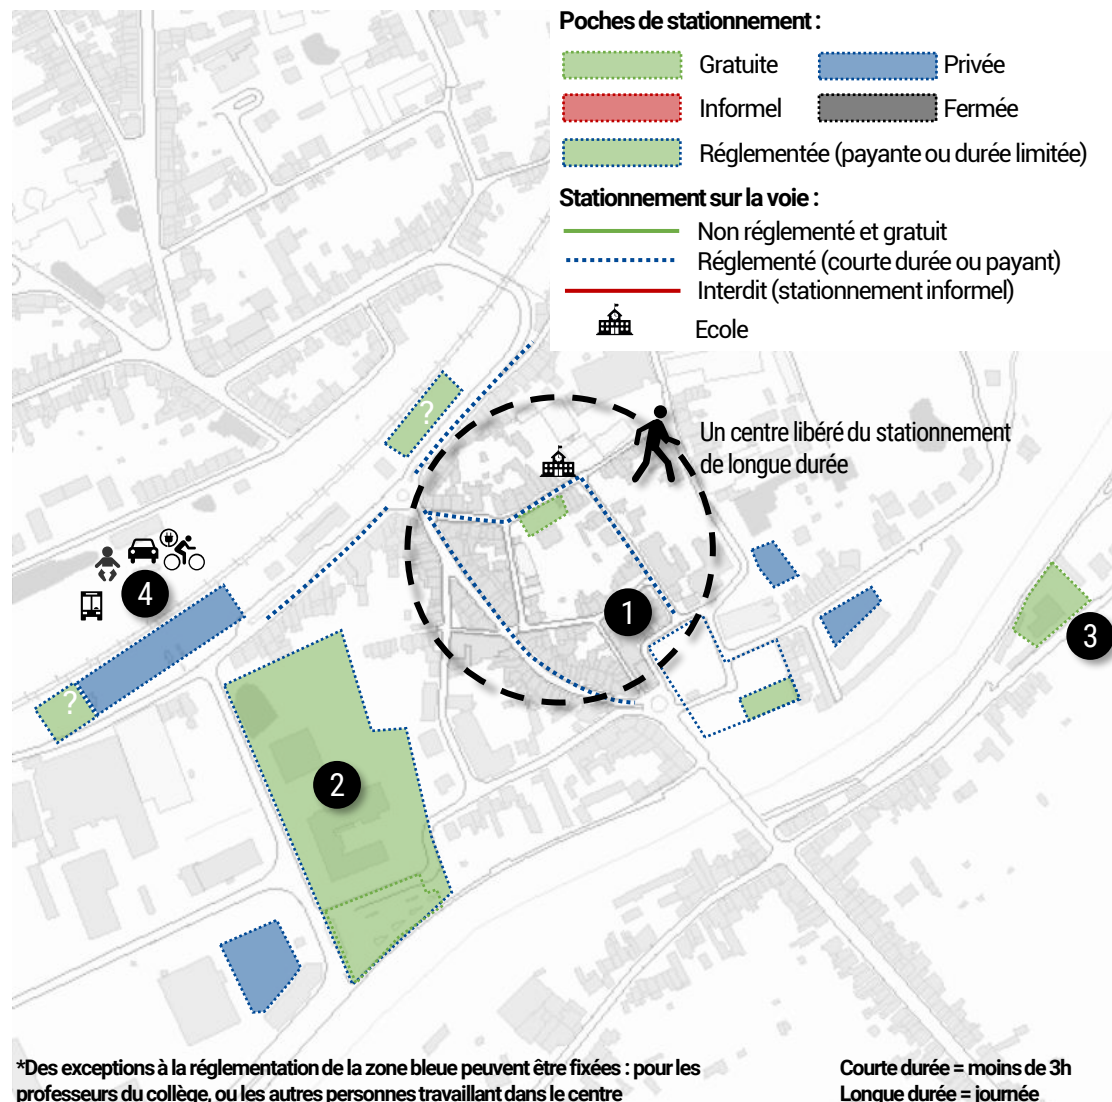 Poches de stationnement :
Gratuite
Privée
Informel
Fermée
Réglementée (payante ou durée limitée)
Stationnement sur la voie :
Non réglementé et gratuit
Réglementé (courte durée ou payant)
Interdit (stationnement informel)
Ecole
?
Un centre libéré du stationnement
de longue durée
4
1
3
?
2
*Des exceptions à la réglementation de la zone bleue peuvent être fixées : pour les
professeurs du collège, ou les autres personnes travaillant dans le centre
Courte durée = moins de 3h
Longue durée = journée